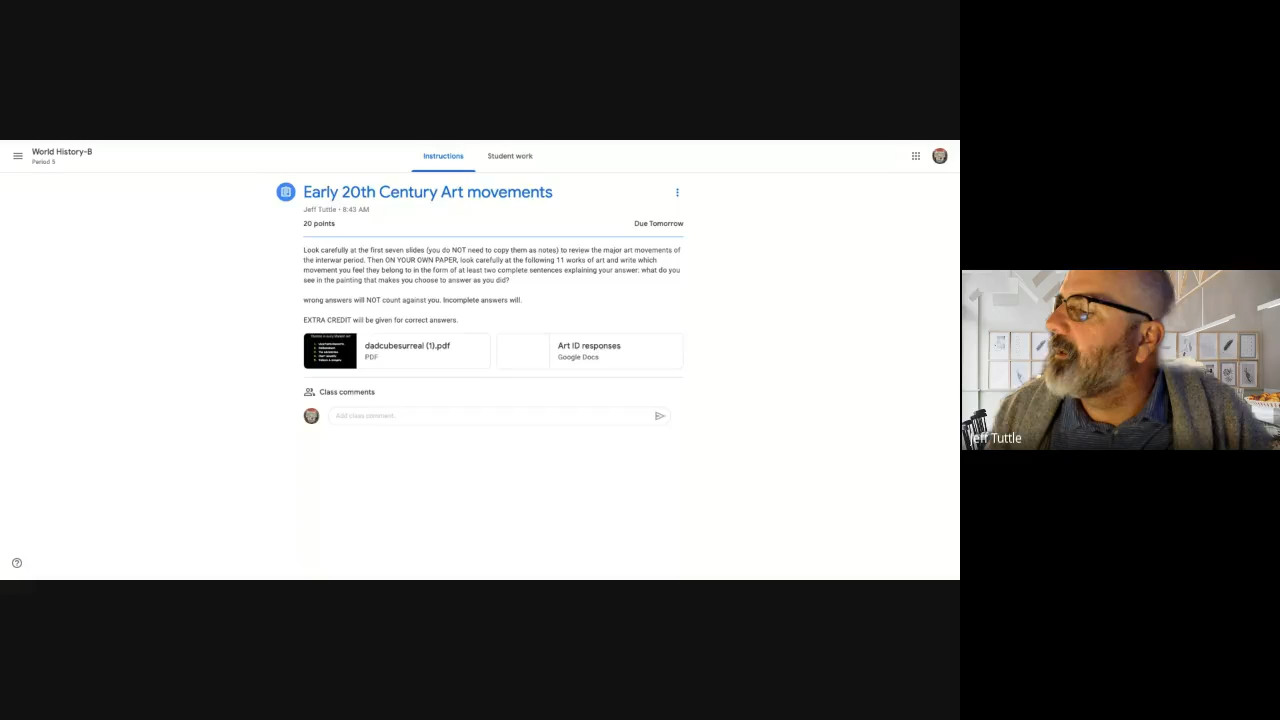 World History-B
Period 5
Instructions
Student work
Early 20th Century Art movements
Jeff Tuttle • 8:43 AM
20 points
Due Tomorrow
Look carefully at the first seven slides (you do NOT need to copy them as notes) to review the major art movements of
the interwar period. Then ON YOUR OWN PAPER, look carefully at the following 11 works of art and write which
movement you feel they belong to in the form of at least two complete sentences explaining your answer: what do you
see in the painting that makes you choose to answer as you did?
wrong answers will NOT count against you. Incomplete answers will.
EXTRA CREDIT will be given for correct answers.
dadcubesurreal (1).pdf
PDF
Art ID responses
Google Docs
Class comments
Add class comment.
Jeff Tuttle